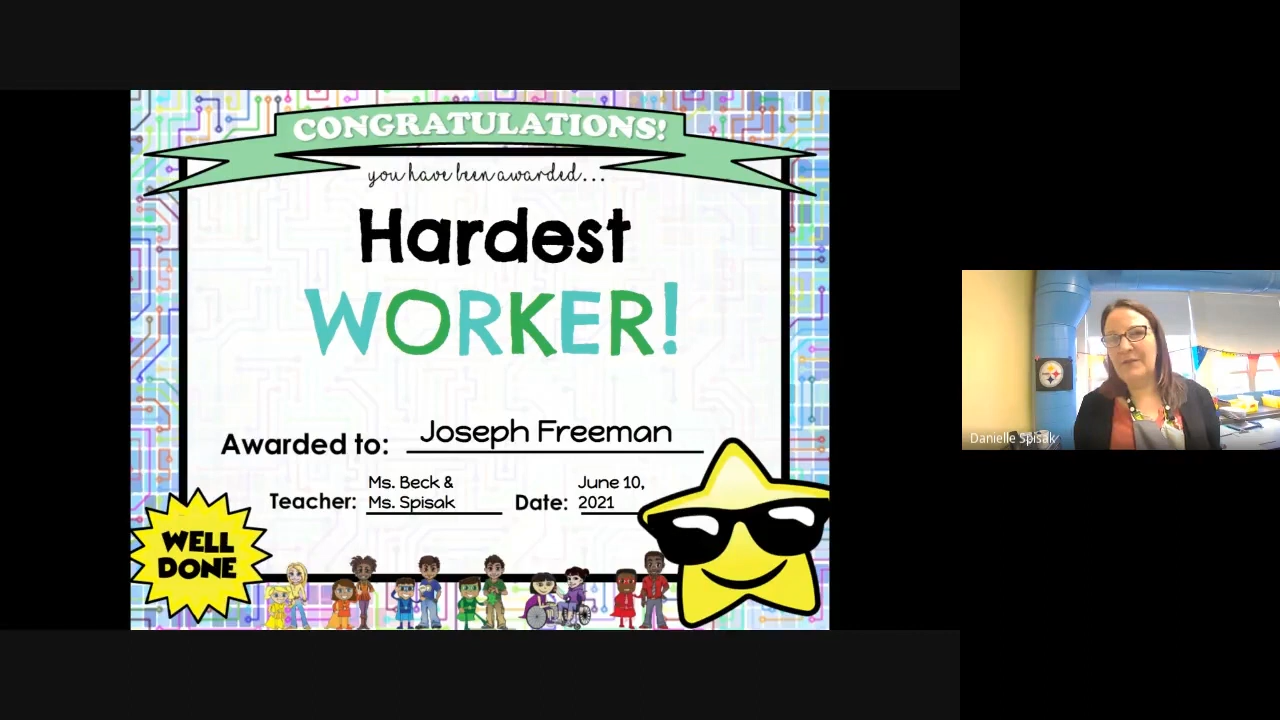 CONGRATULATIONS!
you have been awarded...
Hardest
WORKER!
Awarded to: Joseph Freeman
Teacher: Ms. Beck & Ms. Spisak
Date: June 10, 2021
WELL
DONE
Danielle Spisak